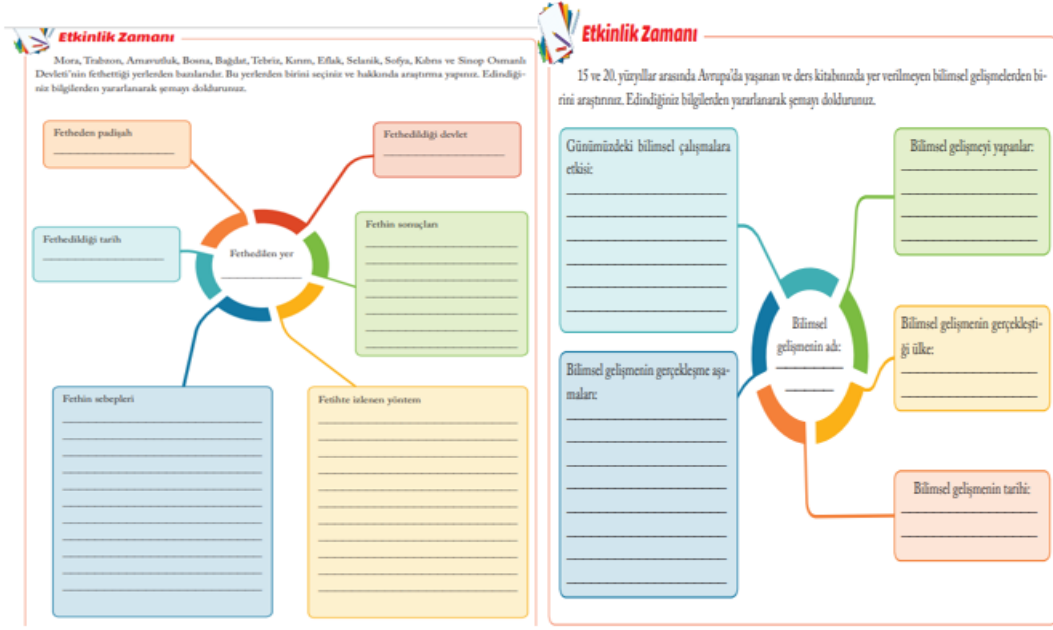 Etkinlik Zamanı
Mora, Trabzon, Arnavutluk, Bosna, Bağdat, Tebriz, Kırım, Eflak, Selanik, Sofya, Kıbrıs ve Sinop Osmanlı
Devleti'nin fethettiği yerlerden bazılarıdır. Bu yerlerden birini seçiniz ve hakkında araştırma yapınız. Edindiği-
niz bilgilerden yararlanarak şemayı doldurunuz.
Fetheden padişah
Fethedildiği devlet
Fethedildiği tarih
Fethedilen yer
Fethin sonuçları
Fethin sebepleri
Fetihte izlenen yöntem
Etkinlik Zamanı
15 ve 20. yüzyıllar arasında Avrupa'da yaşanan ve ders kitabınızda yer verilmeyen bilimsel gelişmelerden bi-
rini araştırınız. Edindiğiniz bilgilerden yararlanarak şemayı doldurunuz.
Günümüzdeki bilimsel çalışmalara
etkisi:
Bilimsel gelişmeyi yapanlar:
Bilimsel
gelişmenin adı:
Bilimsel gelişmenin gerçekleşti-
ği ülke:
Bilimsel gelişmenin gerçekleşme aşa-
maları:
Bilimsel gelişmenin tarihi: